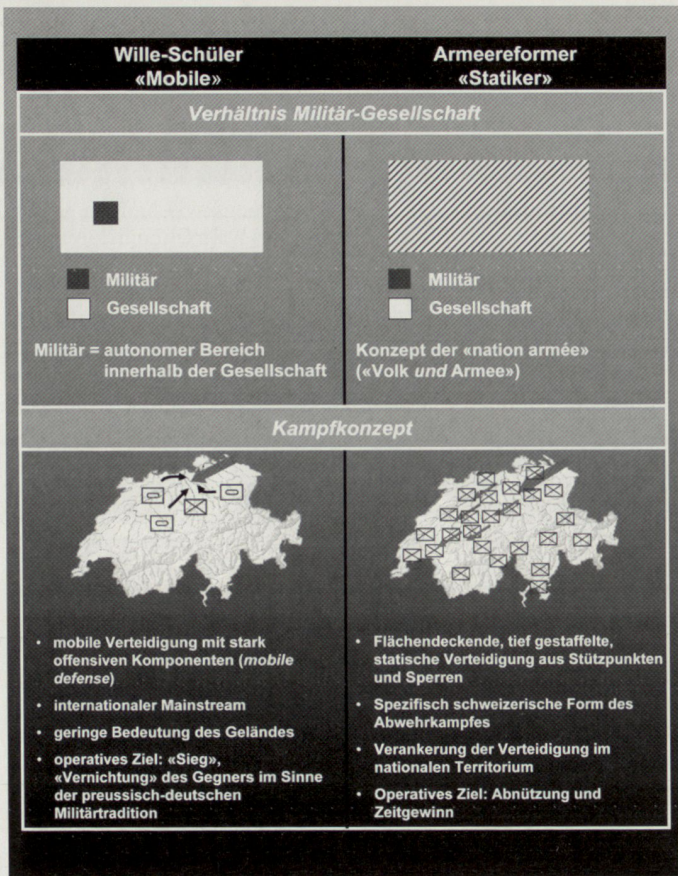 Wille-Schüler
«Mobile»
Armeereformer
«Statiker»
Verhältnis Militär-Gesellschaft
Militär
Gesellschaft
Militär = autonomer Bereich
innerhalb der Gesellschaft
Militär
Gesellschaft
Konzept der «nation armée»
(«Volk und Armee»)
Kampfkonzept
• mobile Verteidigung mit stark
offensiven Komponenten (mobile
defense)
• internationaler Mainstream
• geringe Bedeutung des Geländes
• operatives Ziel: «Sieg»,
«Vernichtung» des Gegners im Sinne
der preussisch-deutschen
Militärtradition
• Flächendeckende, tief gestaffelte,
statische Verteidigung aus Stützpunkten
und Sperren
• Spezifisch schweizerische Form des
Abwehrkampfes
• Verankerung der Verteidigung im
nationalen Territorium
• Operatives Ziel: Abnützung und
Zeitgewinn